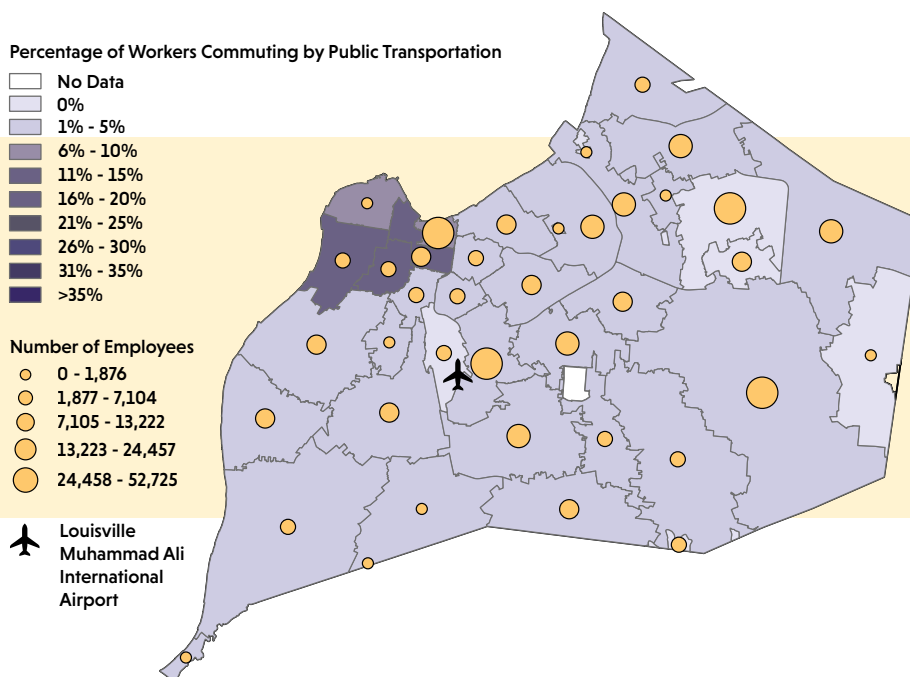 Percentage of Workers Commuting by Public Transportation
No Data
0%
1% - 5%
6% - 10%
11% - 15%
16% - 20%
21% - 25%
26% - 30%
31% - 35%
>35%
Number of Employees
0 - 1,876
1,877 - 7,104
7,105 - 13,222
13,223 - 24,457
24,458 - 52,725
Louisville
Muhammad Ali
International
Airport